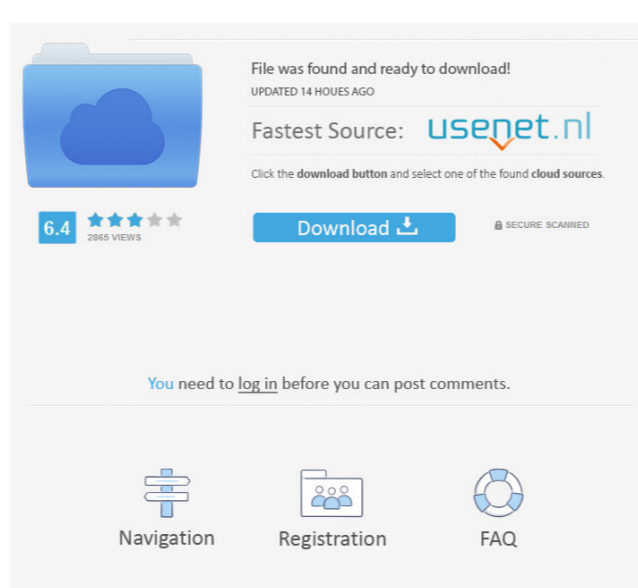 File was found and ready to download!
UPDATED 14 HOUES AGO
Fastest Source: usenet.nl
Click the download button and select one of the found cloud sources.
6.4
2865 VIEWS
Download
SECURE SCANNED
You need to log in before you can post comments.
Navigation
Registration
FAQ